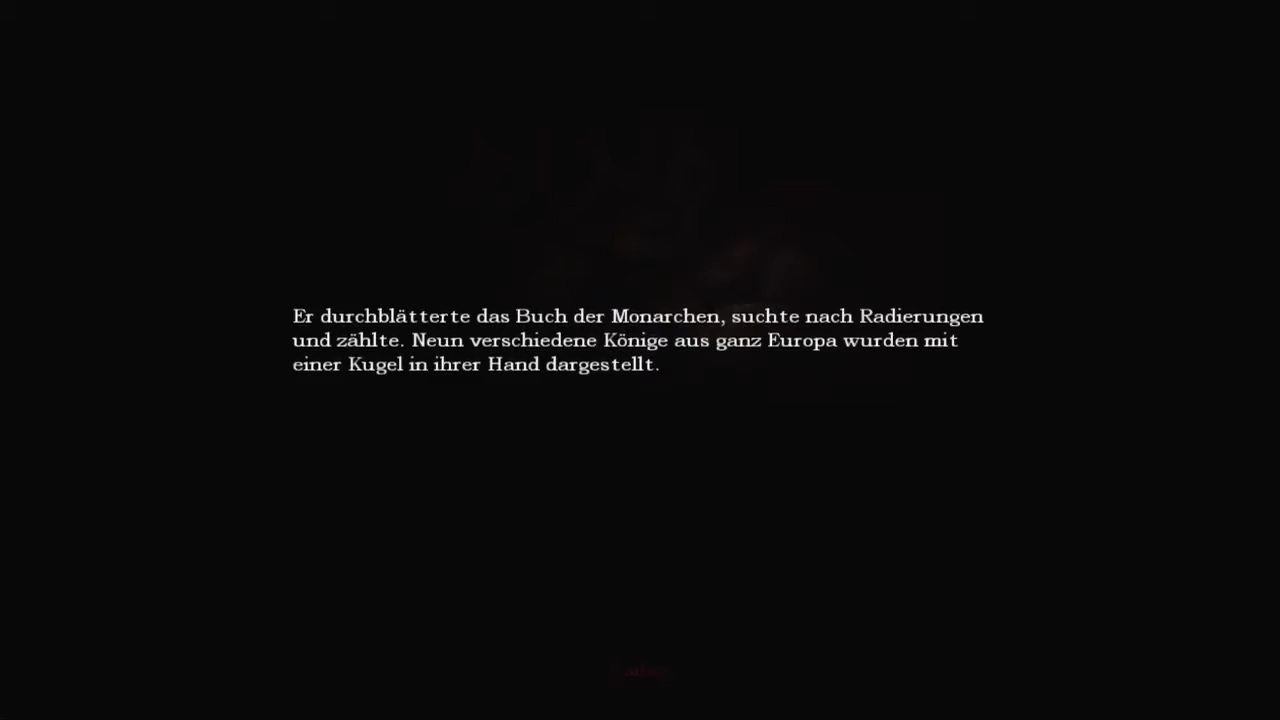 Er durchblätterte das Buch der Monarchen, suchte nach Radierungen
und zählte. Neun verschiedene Könige aus ganz Europa wurden mit
einer Kugel in ihrer Hand dargestellt.